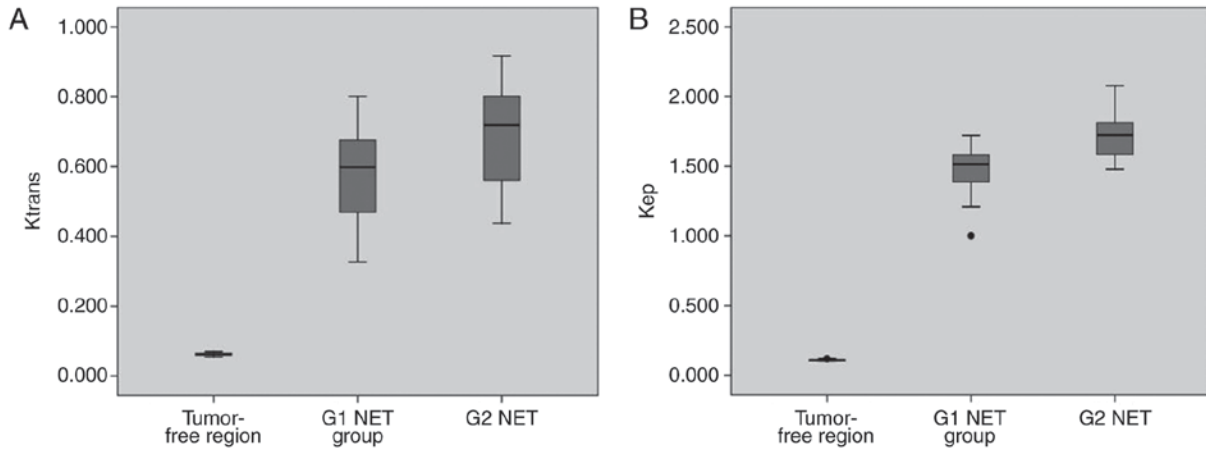 A
1.000
0.800
0.600
0.400
0.200
0.000
Ktrans
Tumor-
free region
G1 NET
group
G2 NET
B
2.500
2.000
1.500
1.000
0.500
0.000
Kep
Tumor-
free region
G1 NET
group
G2 NET